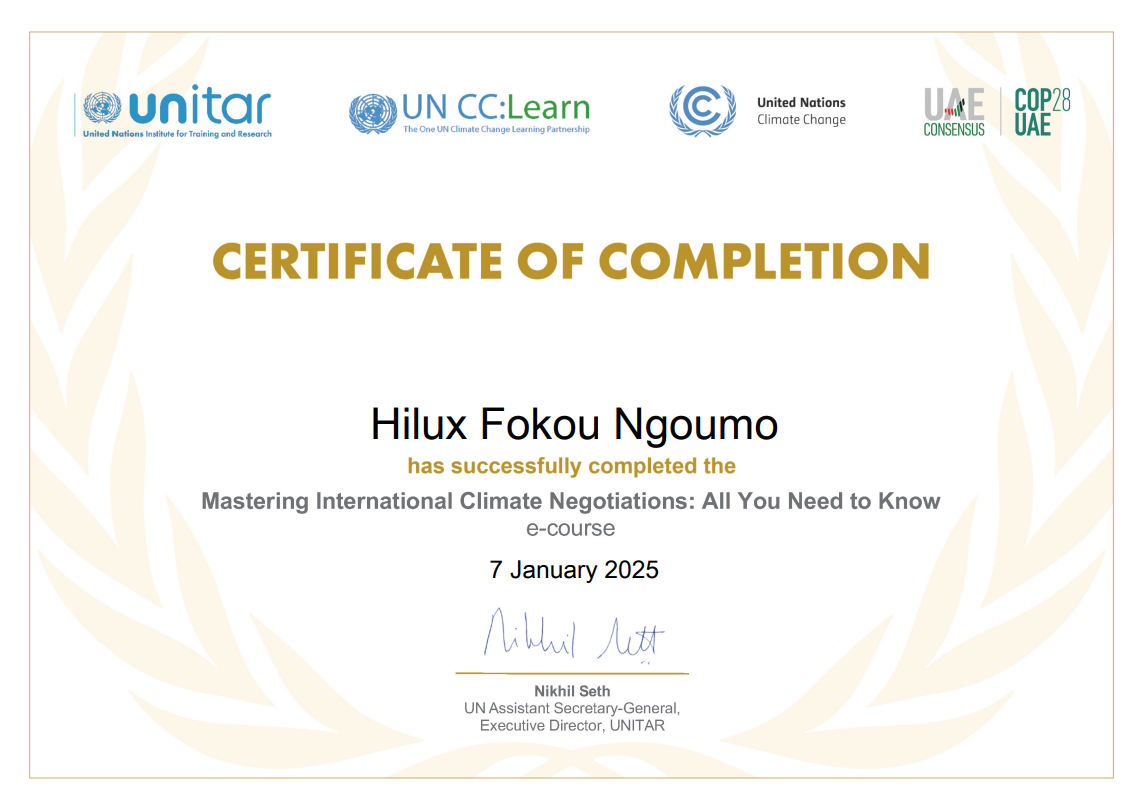 unitar
United Nations Institute for Training and Research
UN CC:Learn
The One UN Climate Change Learning Partnership
United Nations
Climate Change
UAE
CONSENSUS
COP28
UAE
CERTIFICATE OF COMPLETION
Hilux Fokou Ngoumo
has successfully completed the
Mastering International Climate Negotiations: All You Need to Know
e-course
7 January 2025
Nikhil Seth
Nikhil Seth
UN Assistant Secretary-General,
Executive Director, UNITAR